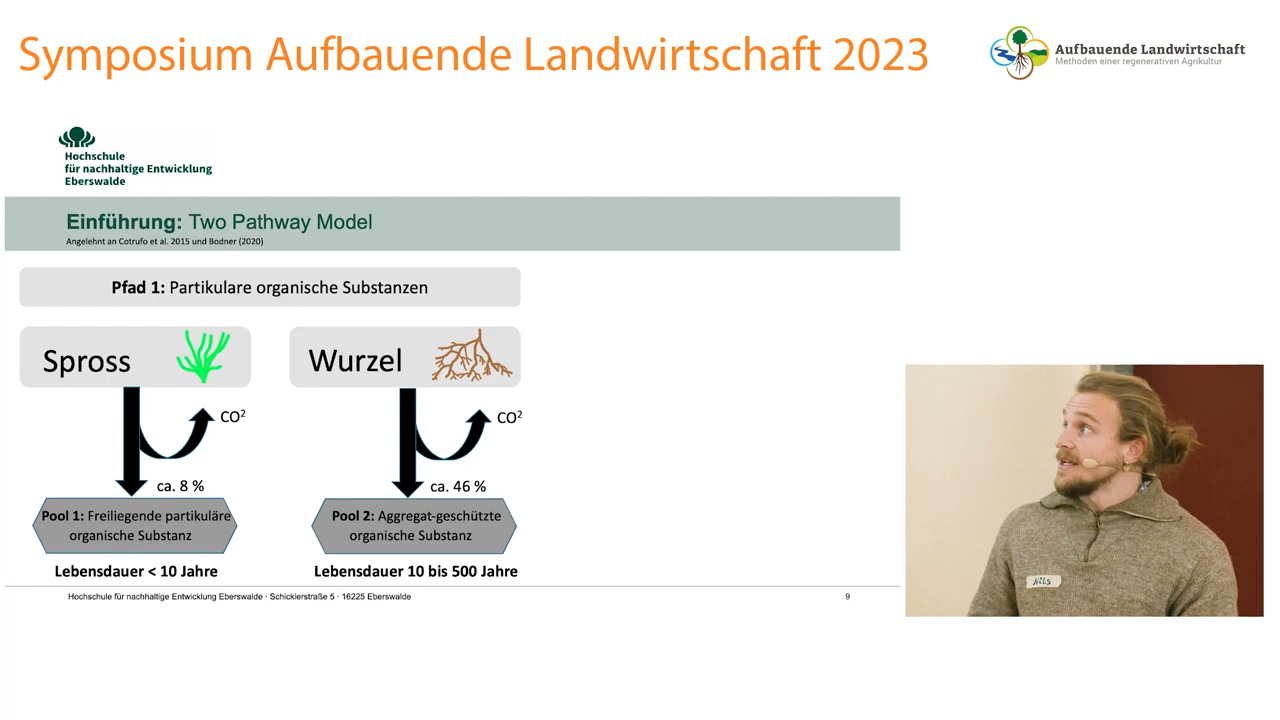 Symposium Aufbauende Landwirtschaft 2023
Aufbauende Landwirtschaft
Methoden einer regenerativen Agrikultur
Hochschule
für nachhaltige Entwicklung
Eberswalde
Einführung: Two Pathway Model
Angelehnt an Cotrufo et al. 2015 und Bodner (2020)
Pfad 1: Partikulare organische Substanzen
Spross
Wurzel
CO²
CO²
ca. 8 %
ca. 46 %
Pool 1: Freiliegende partikuläre
organische Substanz
Pool 2: Aggregat-geschützte
organische Substanz
Lebensdauer < 10 Jahre
Lebensdauer 10 bis 500 Jahre
Hochschule für nachhaltige Entwicklung Eberswalde · Schicklerstraße 5 · 16225 Eberswalde
9
Nils